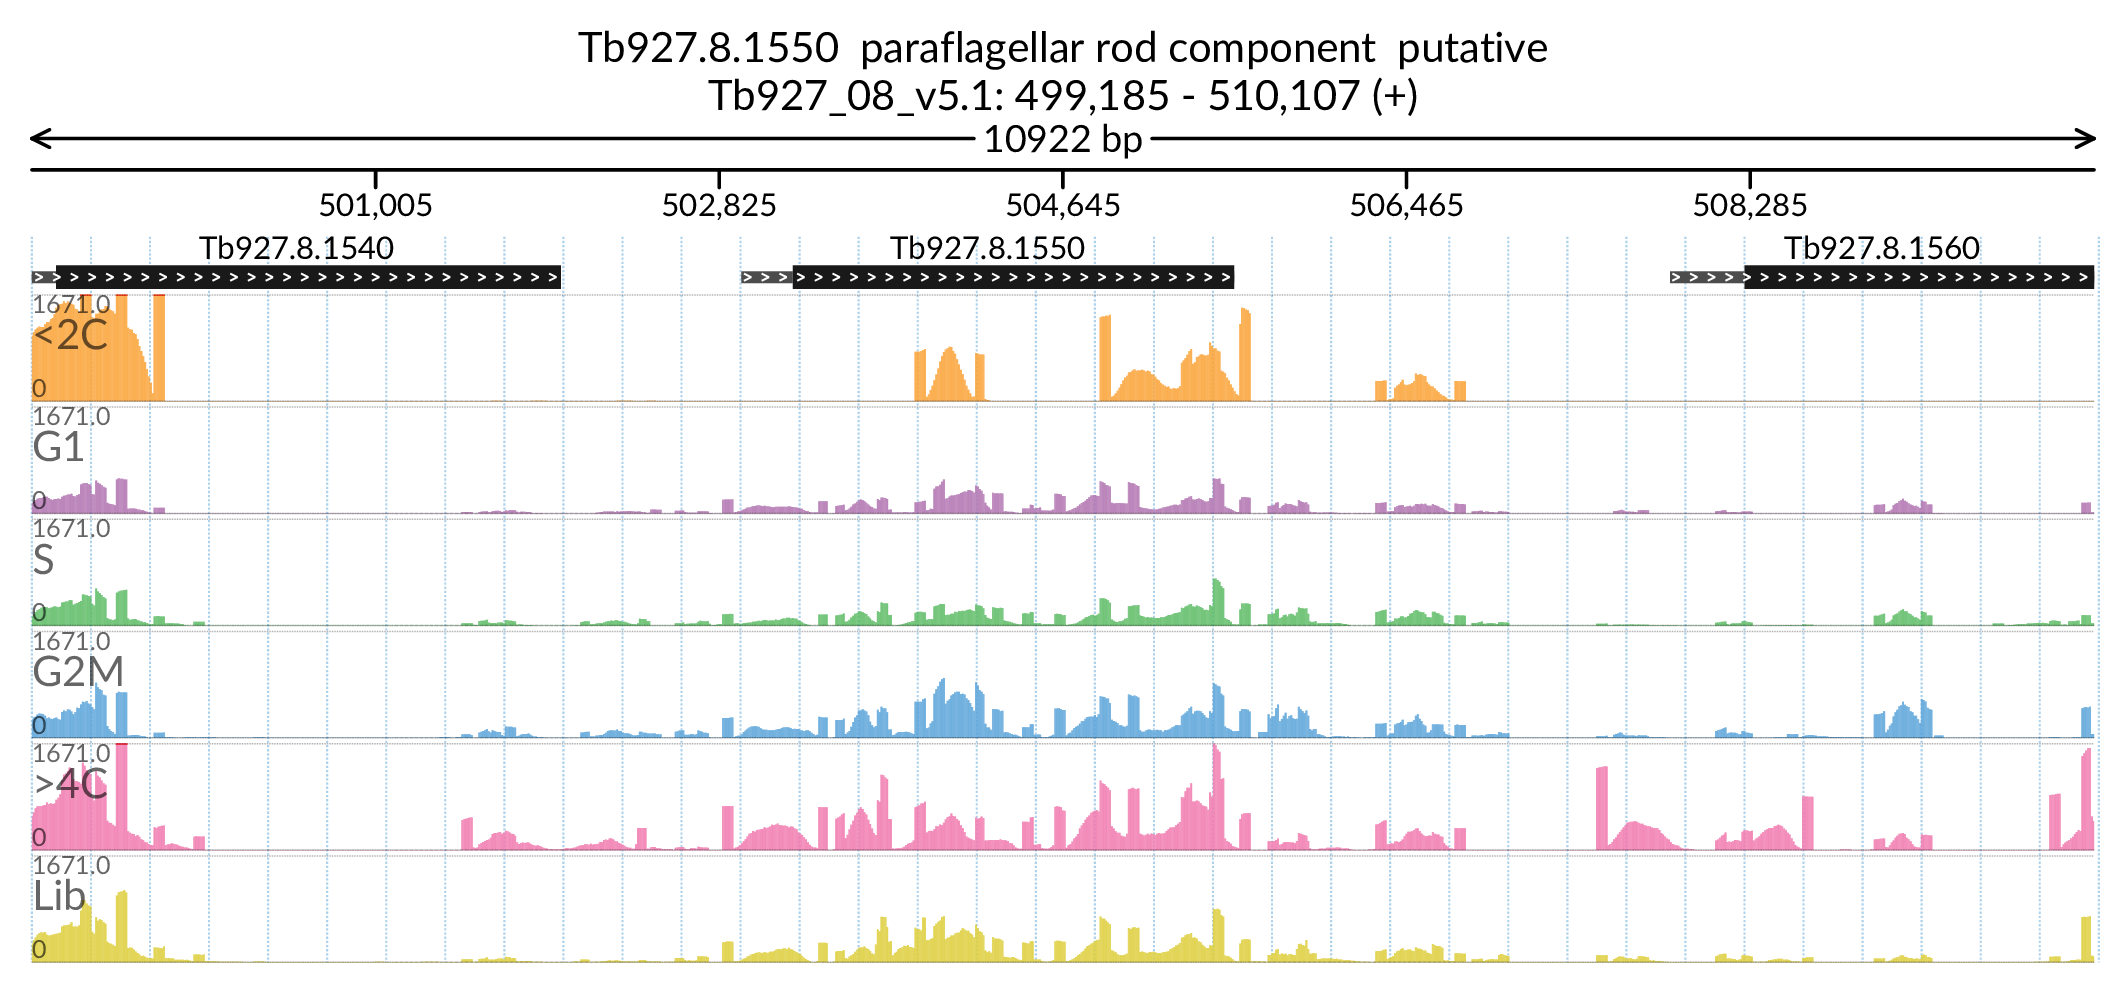 Tb927.8.1550  paraflagellar rod component  putative
Tb927_08_v5.1: 499,185 - 510,107 (+)
10922 bp
501,005 502,825 504,645 506,465 508,285
Tb927.8.1540 Tb927.8.1550 Tb927.8.1560
1671.0
<2C
0
1671.0
G1
0
1671.0
S
0
1671.0
G2M
0
1671.0
>4C
0
1671.0
Lib
0